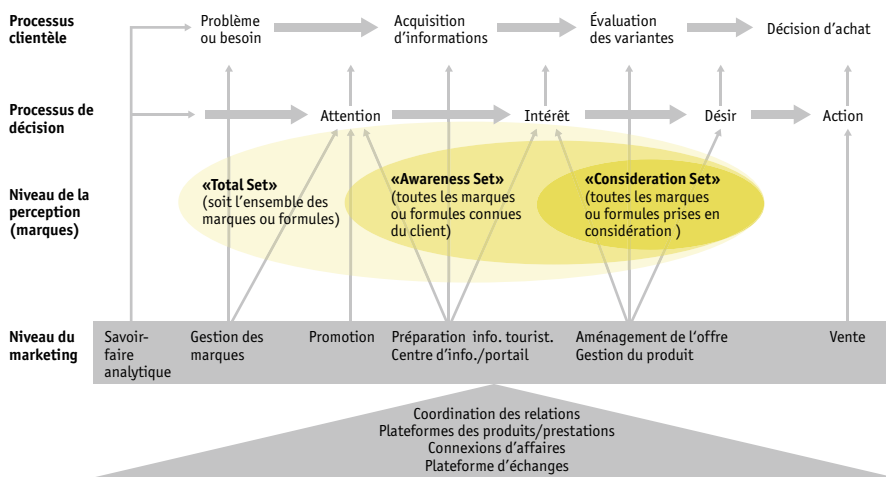 Processus
clientèle
Problème
ou besoin
Acquisition
d'informations
Évaluation
des variantes
Décision d'achat
Processus de
décision
Attention
Intérêt
Désir
Action
Niveau de la
perception
(marques)
«Total Set»
(soit l'ensemble des
marques ou formules)
«Awareness Set»
(toutes les marques
ou formules connues
du client)
«Consideration Set»
(toutes les marques
ou formules prises en
considération )
Niveau du
marketing
Savoir-
faire
analytique
Gestion des
marques
Promotion
Préparation info. tourist.
Centre d'info./portail
Aménagement de l'offre
Gestion du produit
Vente
Coordination des relations
Plateformes des produits/prestations
Connexions d'affaires
Plateforme d'échanges